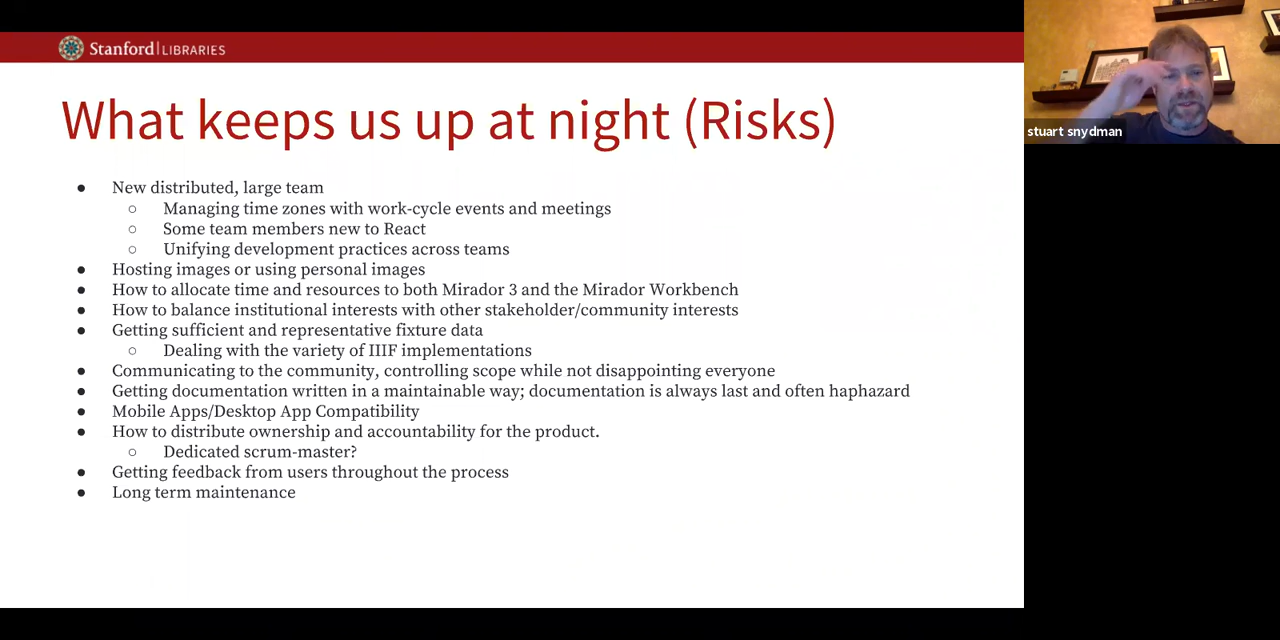 Stanford LIBRARIES
What keeps us up at night (Risks)
stuart snydman
● New distributed, large team
○ Managing time zones with work-cycle events and meetings
○ Some team members new to React
○ Unifying development practices across teams
● Hosting images or using personal images
● How to allocate time and resources to both Mirador 3 and the Mirador Workbench
● How to balance institutional interests with other stakeholder/community interests
● Getting sufficient and representative fixture data
○ Dealing with the variety of IIIF implementations
● Communicating to the community, controlling scope while not disappointing everyone
● Getting documentation written in a maintainable way; documentation is always last and often haphazard
● Mobile Apps/Desktop App Compatibility
● How to distribute ownership and accountability for the product.
○ Dedicated scrum-master?
● Getting feedback from users throughout the process
● Long term maintenance